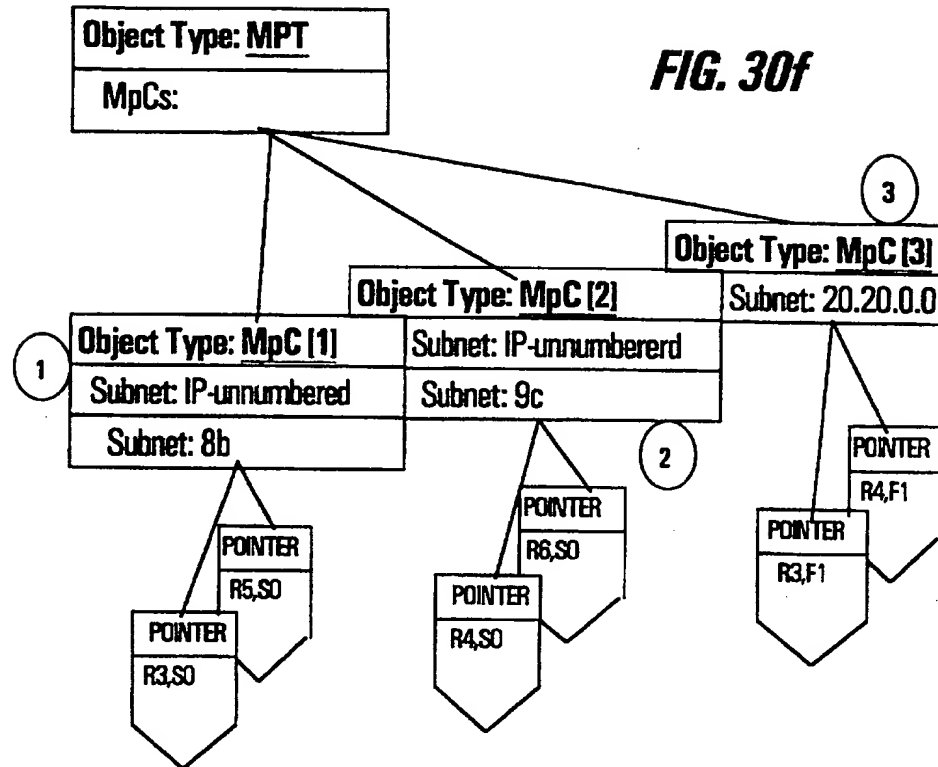 Object Type: MPT
MpCs:
FIG. 30f
3
Object Type: MpC [3]
Subnet: 20.20.0.0
Object Type: MpC [2]
Subnet: IP-unnumbererd
Subnet: 9c
2
1
Object Type: MpC [1]
Subnet: IP-unnumbered
Subnet: 8b
POINTER
R5,S0
POINTER
R3,S0
POINTER
R6,S0
POINTER
R4,S0
POINTER
R4,F1
POINTER
R3,F1